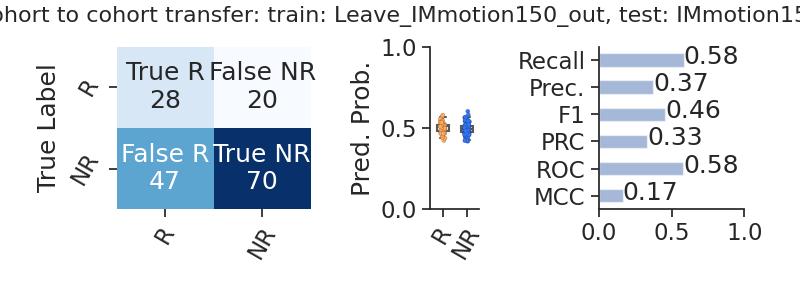 hort to cohort transfer: train: Leave_IMmotion150_out, test: IMmotion15
True Label
R
NR
True R
28
False NR
20
False R
47
True NR
70
R
NR
Pred. Prob.
1.0
0.5
0.0
R
NR
Recall
0.58
Prec.
0.37
F1
0.46
PRC
0.33
ROC
0.58
MCC
0.17
0.0
0.5
1.0